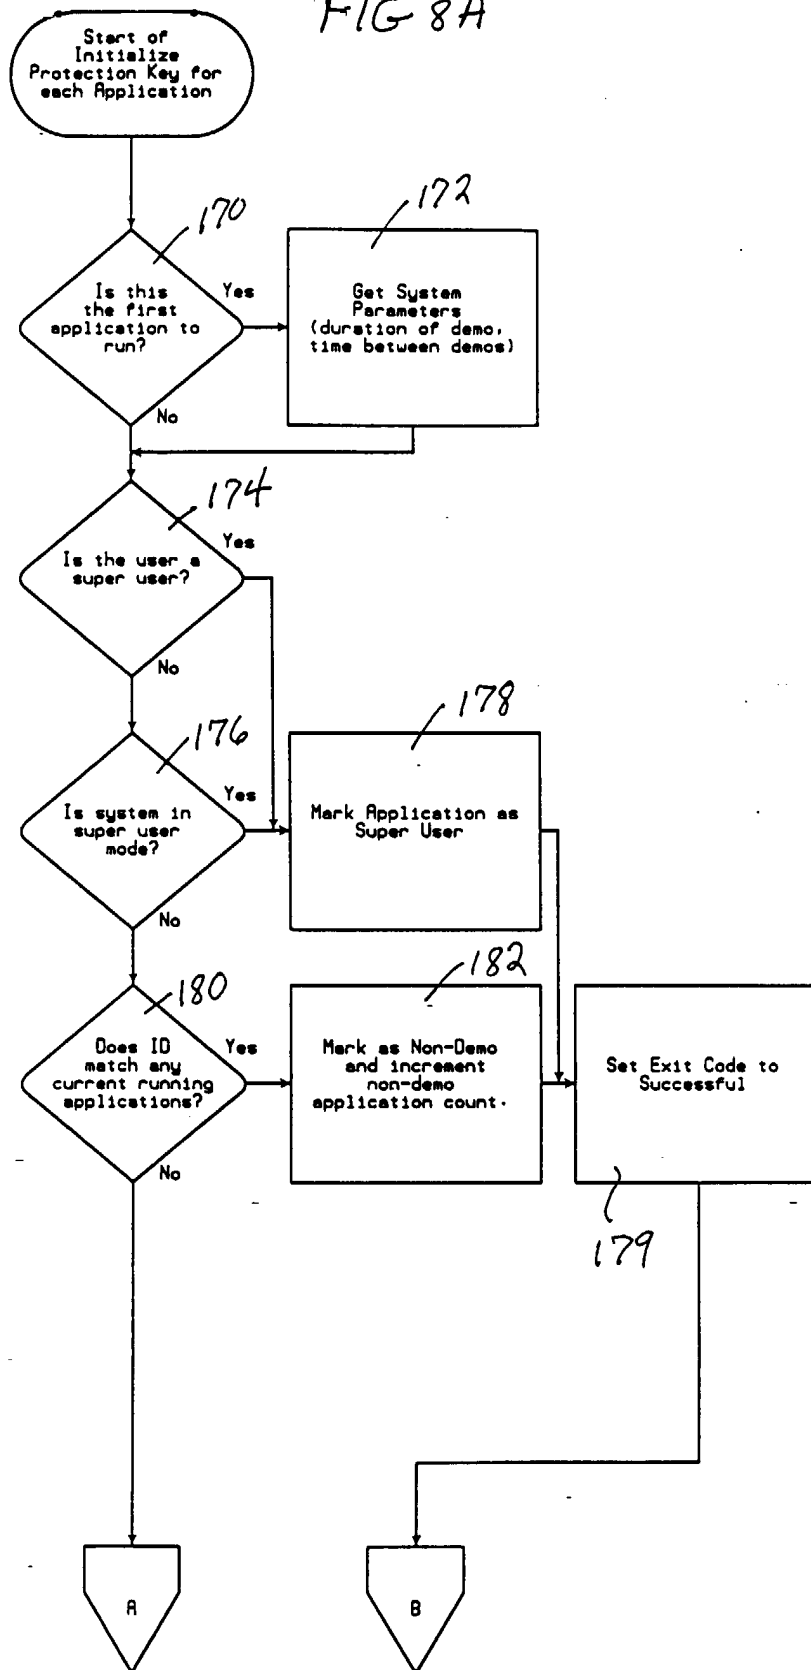 FIG 8A
Start of
Initialize
Protection Key for
each Application
170
Is this
the first
application to
run?
Yes
No
172
Get System
Parameters
(duration of demo,
time between demos)
174
Is the user a
super user?
Yes
No
176
Is system in
super user
mode?
Yes
No
178
Mark Application as
Super User
180
Does ID
match any
current running
applications?
Yes
No
182
Mark as Non-Demo
and increment
non-demo
application count.
Set Exit Code to
Successful
179
A
B